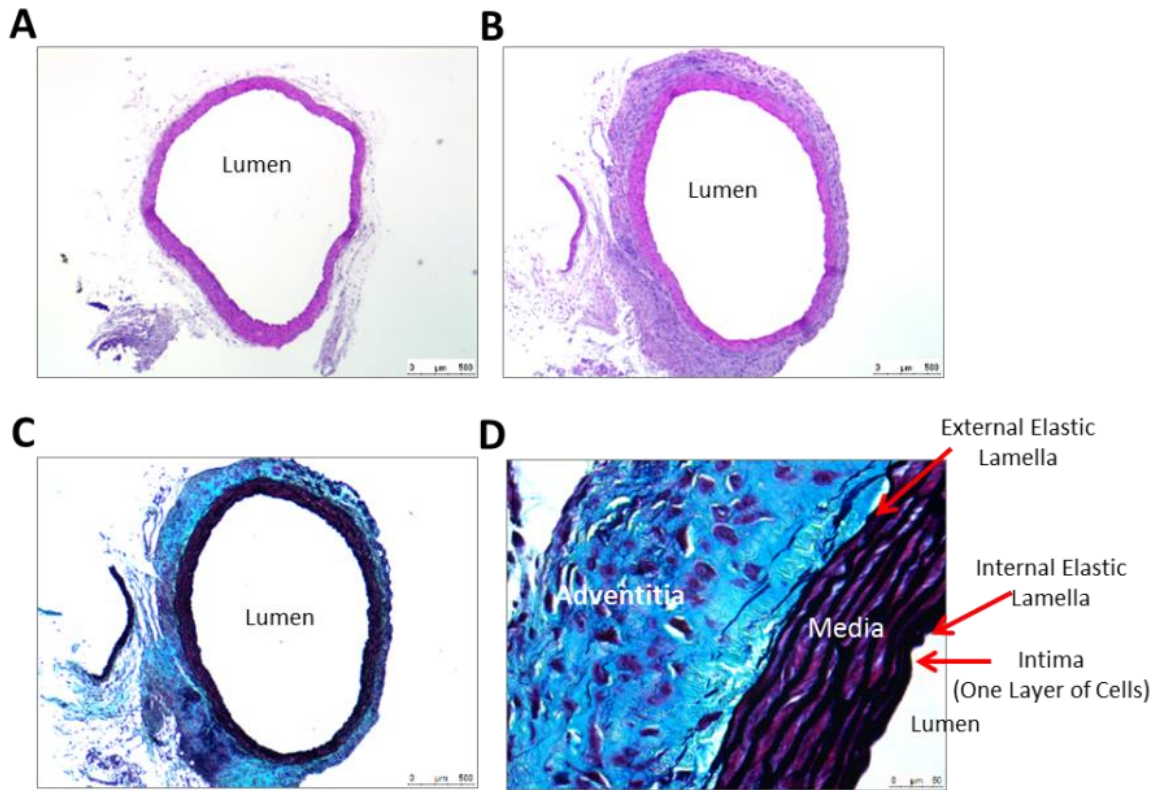 A
Lumen
0 µm 500
B
Lumen
0 µm 500
C
Lumen
0 µm 500
D
External Elastic
Lamella
Adventitia
Media
Internal Elastic
Lamella
Intima
(One Layer of Cells)
Lumen
0 µm 50